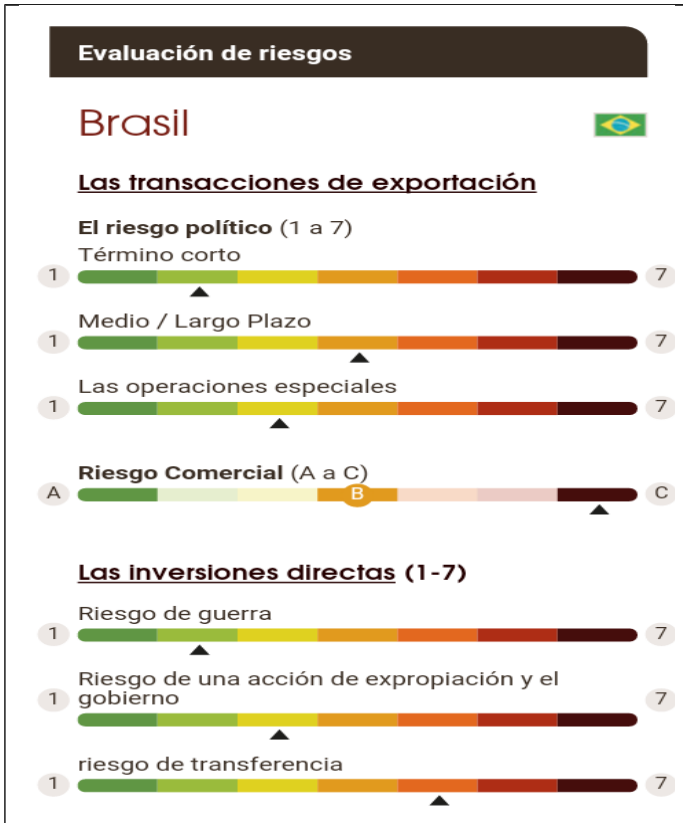 Evaluación de riesgos
Brasil
Las transacciones de exportación
El riesgo político (1 a 7)
Término corto
1 7
Medio / Largo Plazo
1 7
Las operaciones especiales
1 7
Riesgo Comercial (A a C)
A B C
Las inversiones directas (1-7)
Riesgo de guerra
1 7
Riesgo de una acción de expropiación y el
gobierno
1 7
riesgo de transferencia
1 7